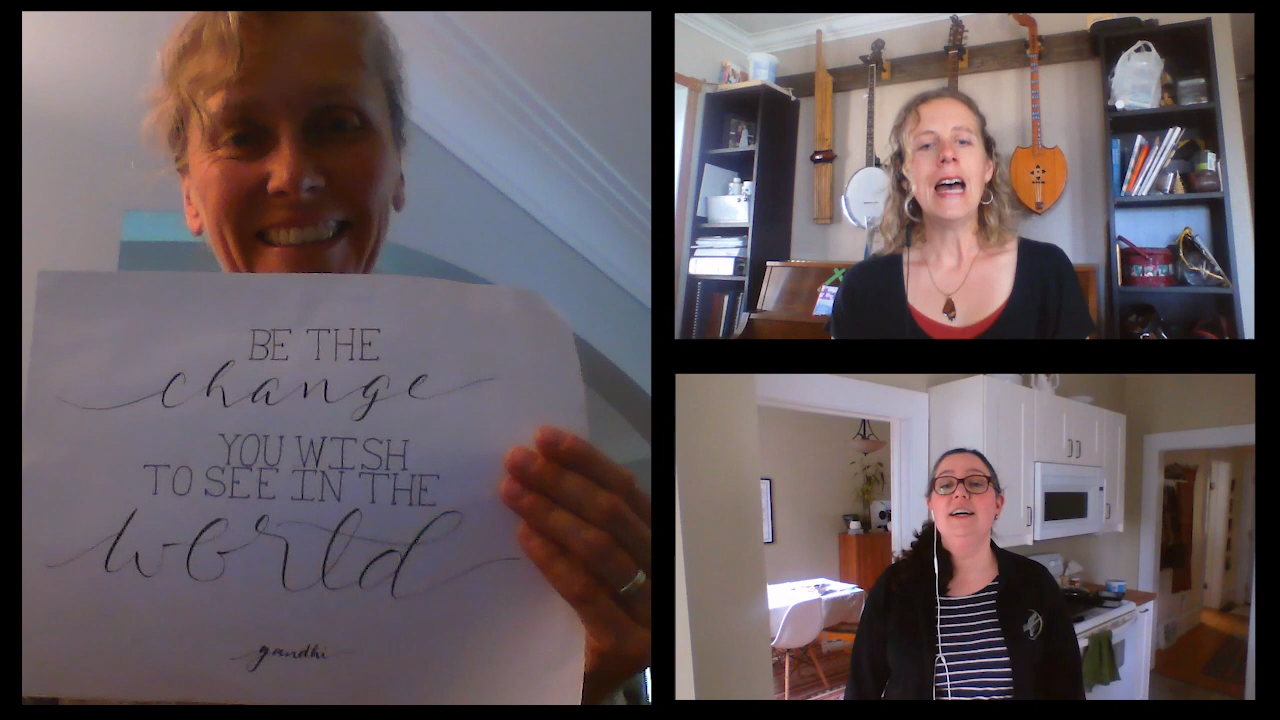 BE THE
change
YOU WISH
TO SEE IN THE
world
gandhi